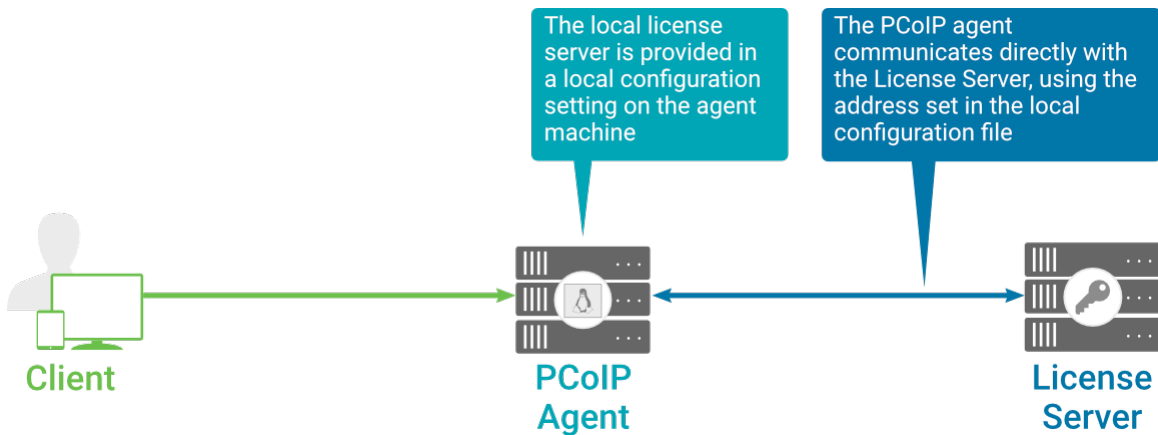 The local license
server is provided in
a local configuration
setting on the agent
machine
The PCoIP agent
communicates directly with
the License Server, using the
address set in the local
configuration file
Client
PCoIP
Agent
License
Server